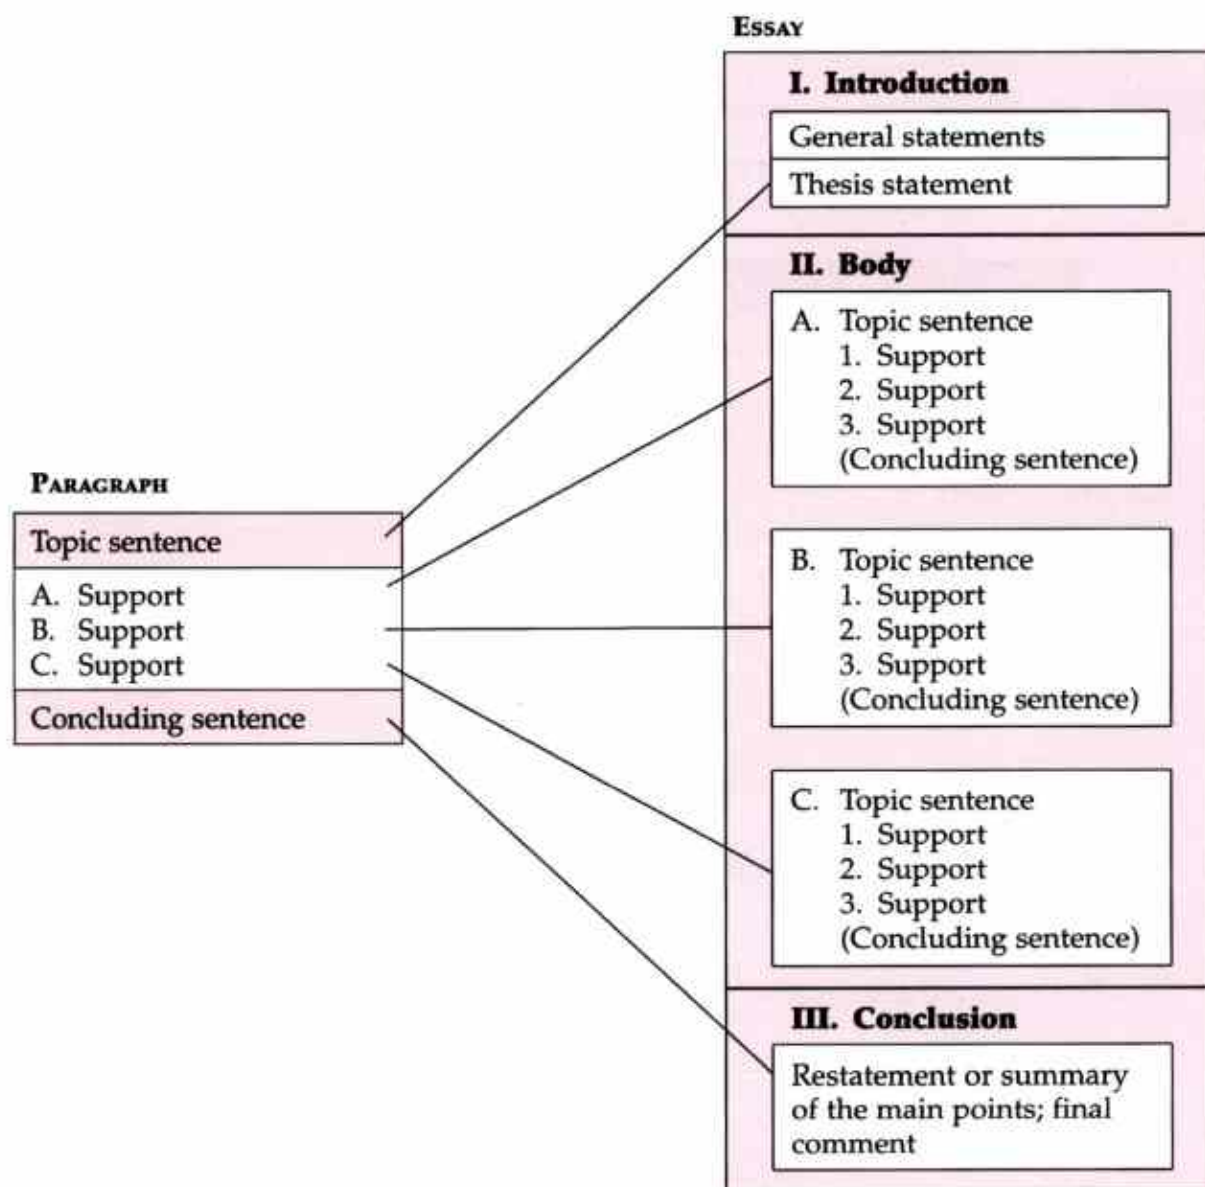 ESSAY
I. Introduction
General statements
Thesis statement
II. Body
A. Topic sentence
1. Support
2. Support
3. Support
(Concluding sentence)
PARAGRAPH
Topic sentence
A. Support
B. Support
C. Support
Concluding sentence
B. Topic sentence
1. Support
2. Support
3. Support
(Concluding sentence)
C. Topic sentence
1. Support
2. Support
3. Support
(Concluding sentence)
III. Conclusion
Restatement or summary
of the main points; final
comment